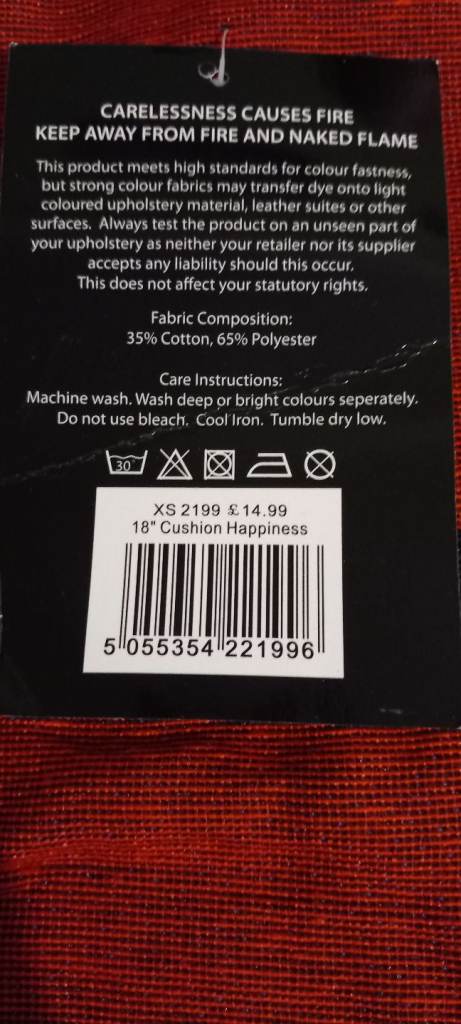 CARELESSNESS CAUSES FIRE
KEEP AWAY FROM FIRE AND NAKED FLAME
This product meets high standards for colour fastness,
but strong colour fabrics may transfer dye onto light
coloured upholstery material, leather suites or other
surfaces. Always test the product on an unseen part of
your upholstery as neither your retailer nor its supplier
accepts any liability should this occur.
This does not affect your statutory rights.
Fabric Composition:
35% Cotton, 65% Polyester
Care Instructions:
Machine wash. Wash deep or bright colours seperately.
Do not use bleach. Cool Iron. Tumble dry low.
30°
XS 2199 £14.99
18" Cushion Happiness
5 055354 221996